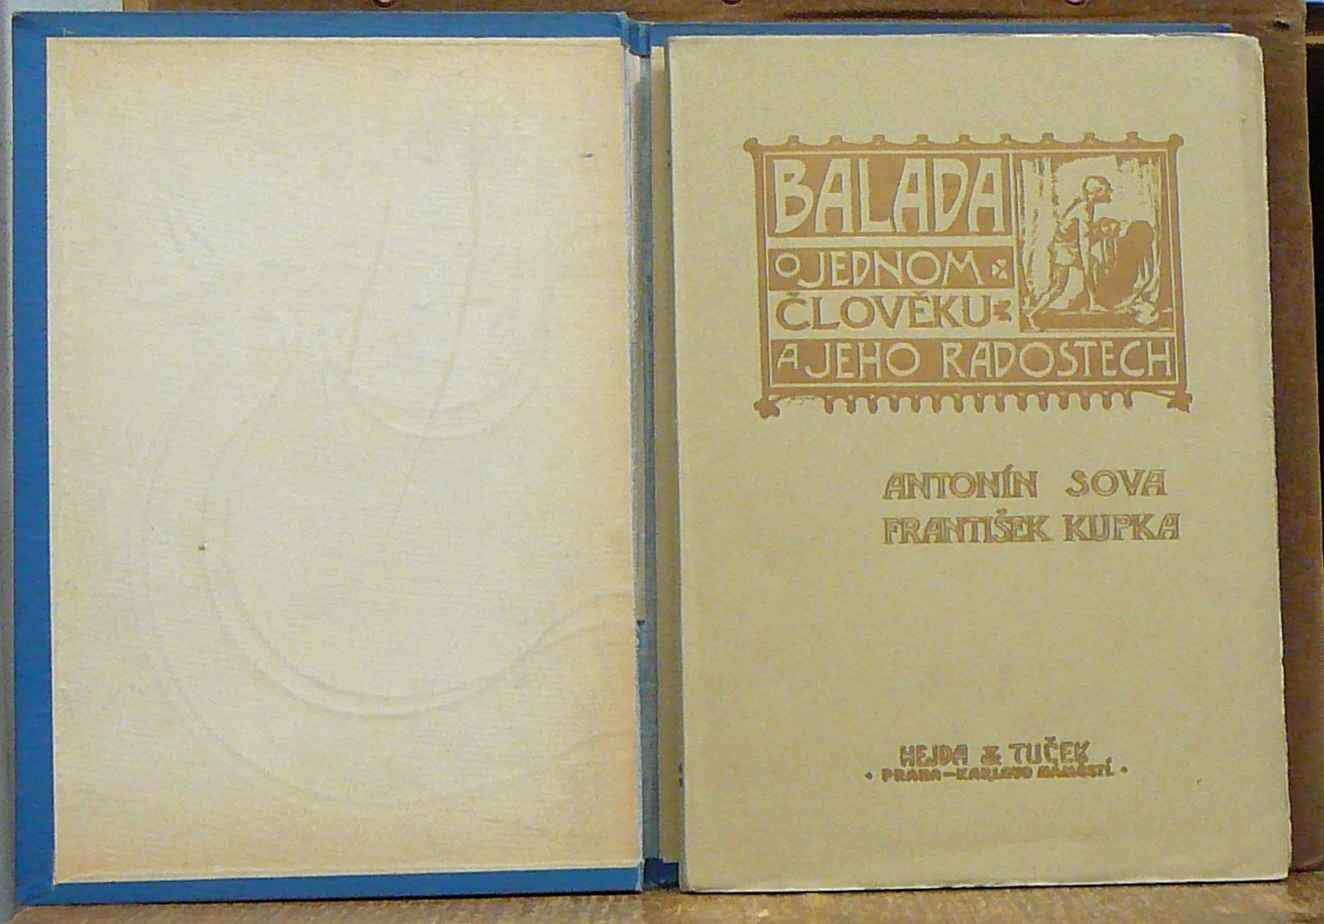 BALADA
O JEDNOM
ČLOVĚKU
A JEHO RADOSTECH
ANTONÍN SOVA
FRANTIŠEK KUPKA
HEJDA & TUČEK
PRAHA-KARLOVO NÁMĚSTÍ